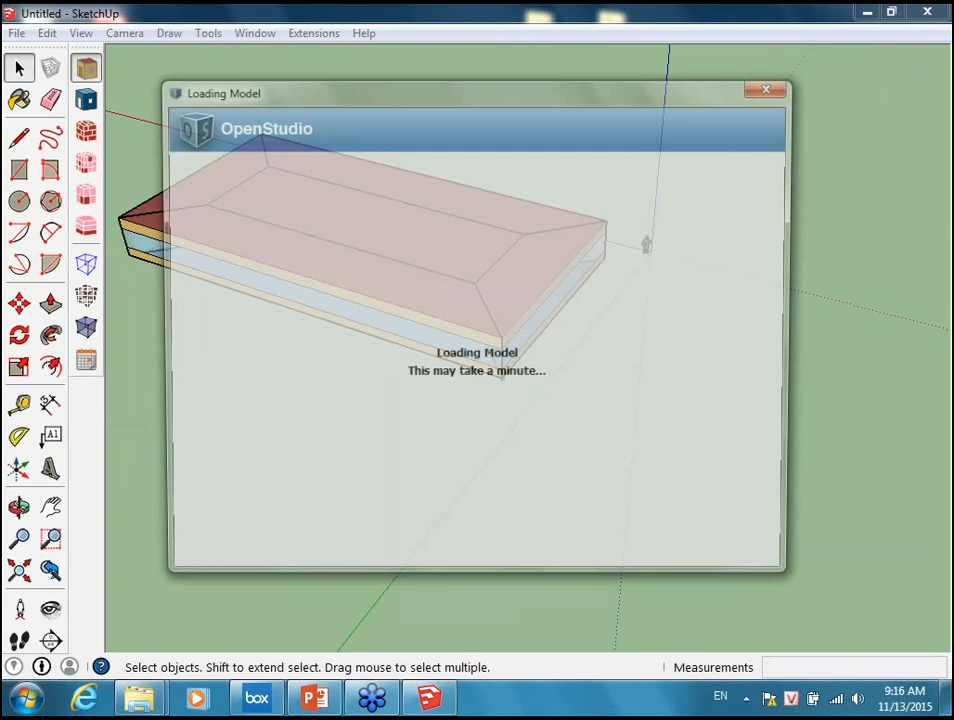 Untitled - SketchUp
File Edit View Camera Draw Tools Window Extensions Help
Loading Model
OS OpenStudio
A1
Loading Model
This may take a minute...
Select objects. Shift to extend select. Drag mouse to select multiple.
Measurements
box
EN
9:16 AM
11/13/2015